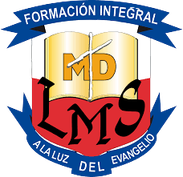 FORMACIÓN INTEGRAL
MD
LMS
A LA LUZ DEL EVANGELIO